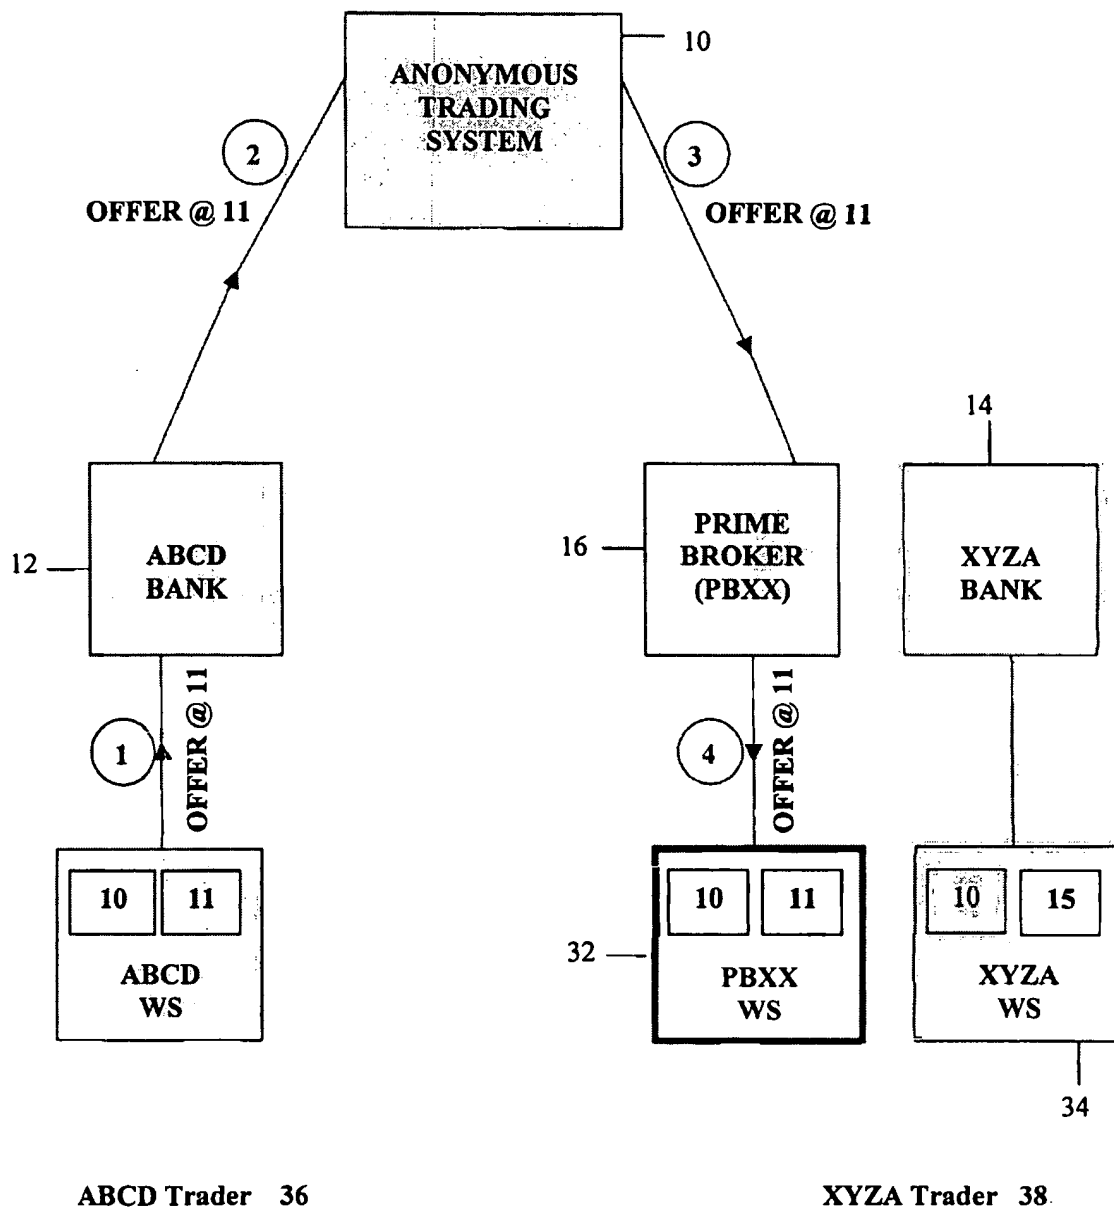 10
ANONYMOUS
TRADING
SYSTEM
2
3
OFFER @ 11
OFFER @ 11
14
12
ABCD
BANK
16
PRIME
BROKER
(PBXX)
XYZA
BANK
1
OFFER @ 11
4
OFFER @ 11
10 11
ABCD
WS
32
10 11
PBXX
WS
10 15
XYZA
WS
34
ABCD Trader 36
XYZA Trader 38